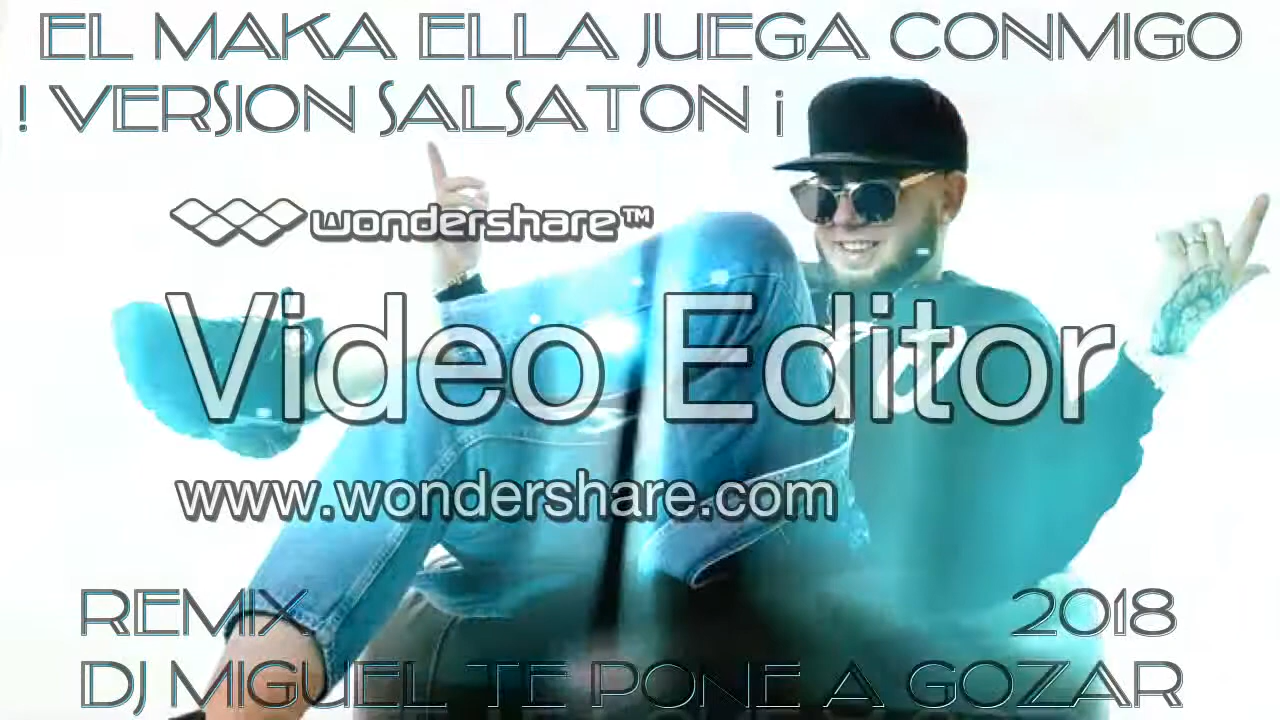 EL MAKA ELLA JUEGA CONMIGO
! VERSION SALSATON ¡
wondershare™
Video Editor
www.wondershare.com
REMIX 2018
DJ MIGUEL TE PONE A GOZAR